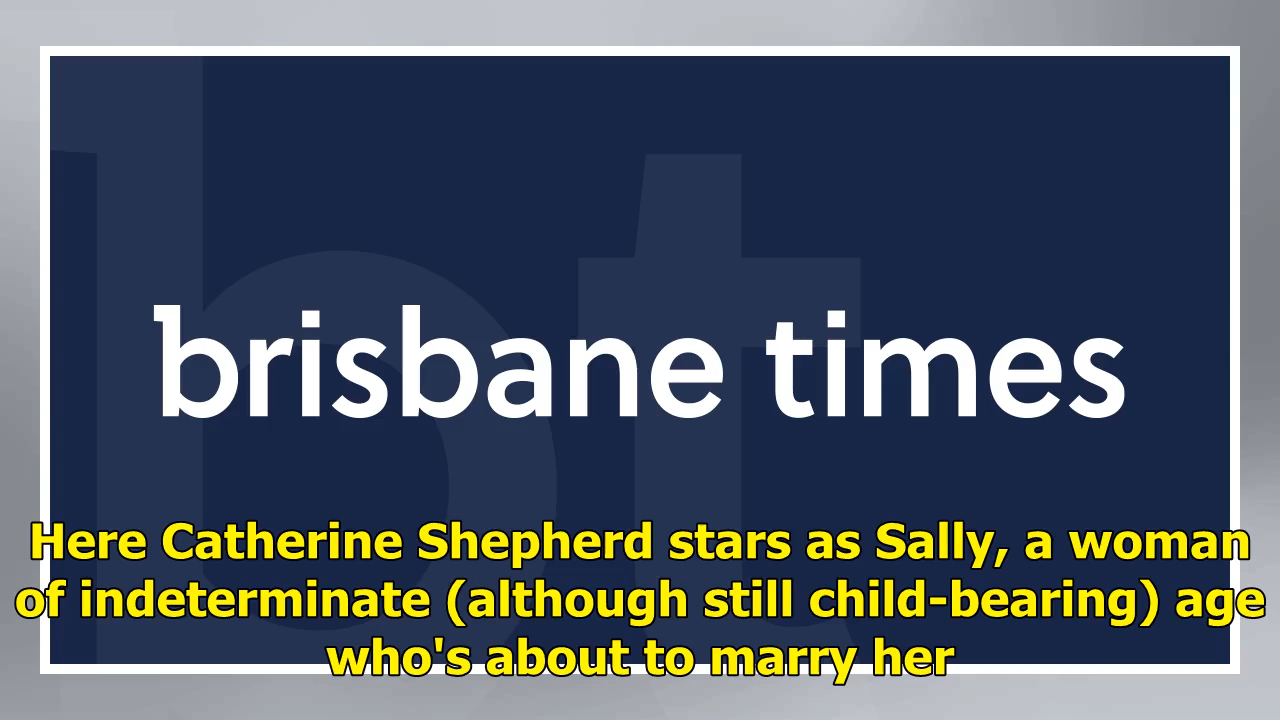 brisbane times
Here Catherine Shepherd stars as Sally, a woman
of indeterminate (although still child-bearing) age
who's about to marry her